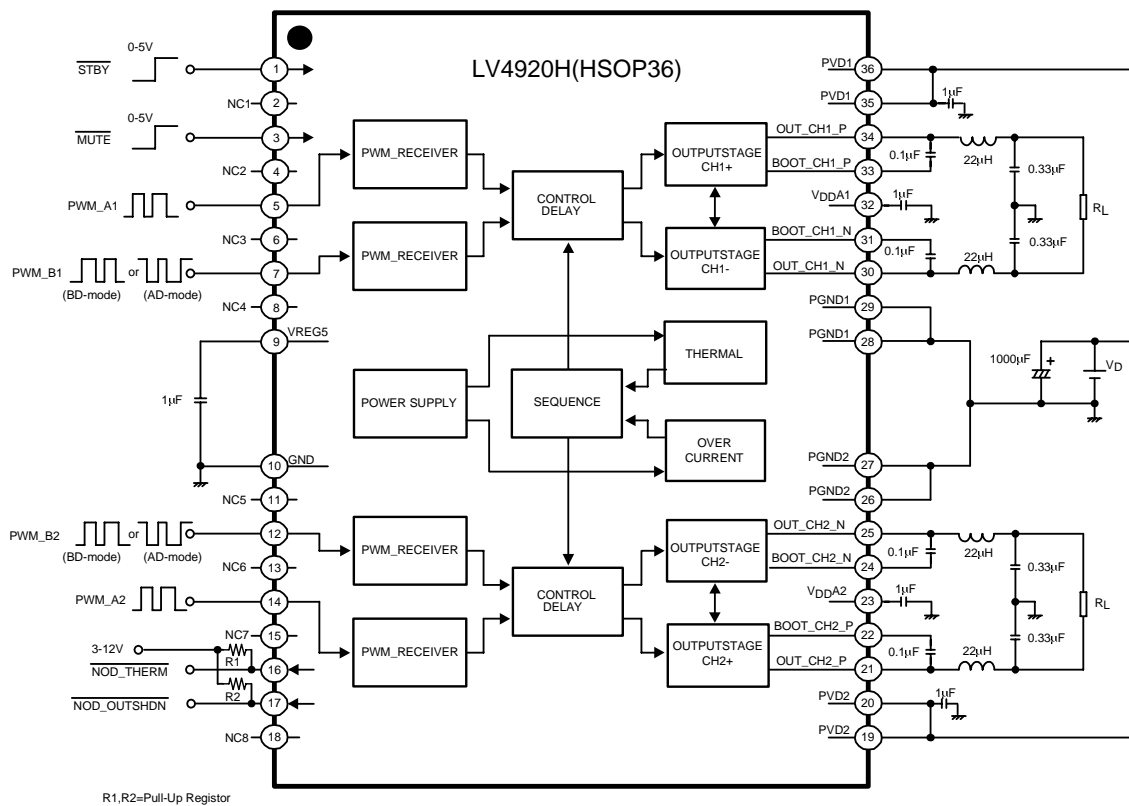 LV4920H(HSOP36)
0-5V
STBY
1
NC1
2
0-5V
MUTE
3
NC2
4
PWM_A1
5
NC3
6
PWM_B1
or
(BD-mode)
(AD-mode)
7
NC4
8
VREG5
9
1µF
GND
10
NC5
11
PWM_B2
or
(BD-mode)
(AD-mode)
12
NC6
13
PWM_A2
14
NC7
15
3-12V
R1
NOD_THERM
16
R2
NOD_OUTSHDN
17
NC8
18
PWM_RECEIVER
PWM_RECEIVER
CONTROL
DELAY
OUTPUTSTAGE
CH1+
OUTPUTSTAGE
CH1-
POWER SUPPLY
SEQUENCE
THERMAL
OVER
CURRENT
PWM_RECEIVER
PWM_RECEIVER
CONTROL
DELAY
OUTPUTSTAGE
CH2-
OUTPUTSTAGE
CH2+
PVD1
36
1µF
PVD1
35
OUT_CH1_P
34
0.1µF
22µH
0.33µF
BOOT_CH1_P
33
VDDA1
32
1µF
RL
BOOT_CH1_N
31
0.1µF
0.33µF
OUT_CH1_N
30
22µH
PGND1
29
PGND1
28
1000µF
+
VD
PGND2
27
PGND2
26
OUT_CH2_N
25
0.1µF
22µH
0.33µF
BOOT_CH2_N
24
VDDA2
23
1µF
RL
BOOT_CH2_P
22
0.1µF
0.33µF
OUT_CH2_P
21
22µH
PVD2
20
1µF
PVD2
19
R1,R2=Pull-Up Registor